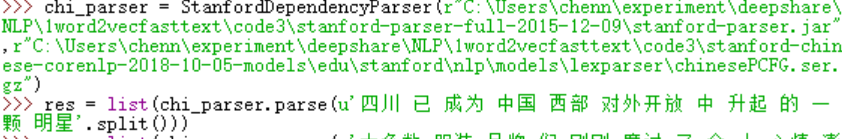 >>> chi_parser = StanfordDependencyParser(r"C:\Users\chenn\experiment\deepshare\
NLP\1word2vecfasttext\code3\stanford-parser-full-2015-12-09\stanford-parser.jar"
,r"C:\Users\chenn\experiment\deepshare\NLP\1word2vecfasttext\code3\stanford-chin
ese-corenlp-2018-10-05-models\edu\stanford\nlp\models\lexparser\chinesePCFG.ser.
gz")
>>> res = list(chi_parser.parse(u'四川 已 成为 中国 西部 对外开放 中 升起 的 一
颗 明星'.split()))